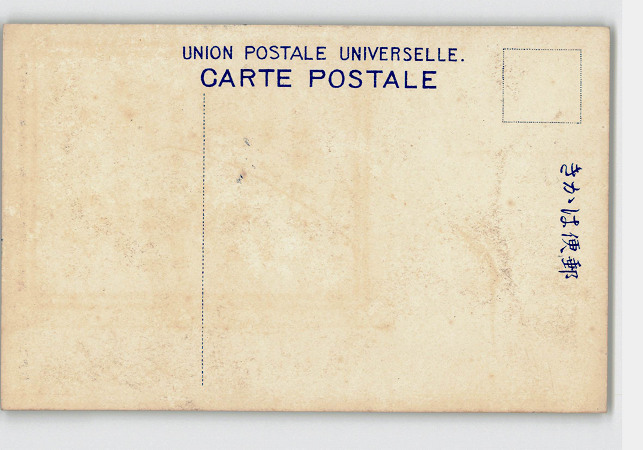 UNION POSTALE UNIVERSELLE.
CARTE POSTALE
きかは便郵